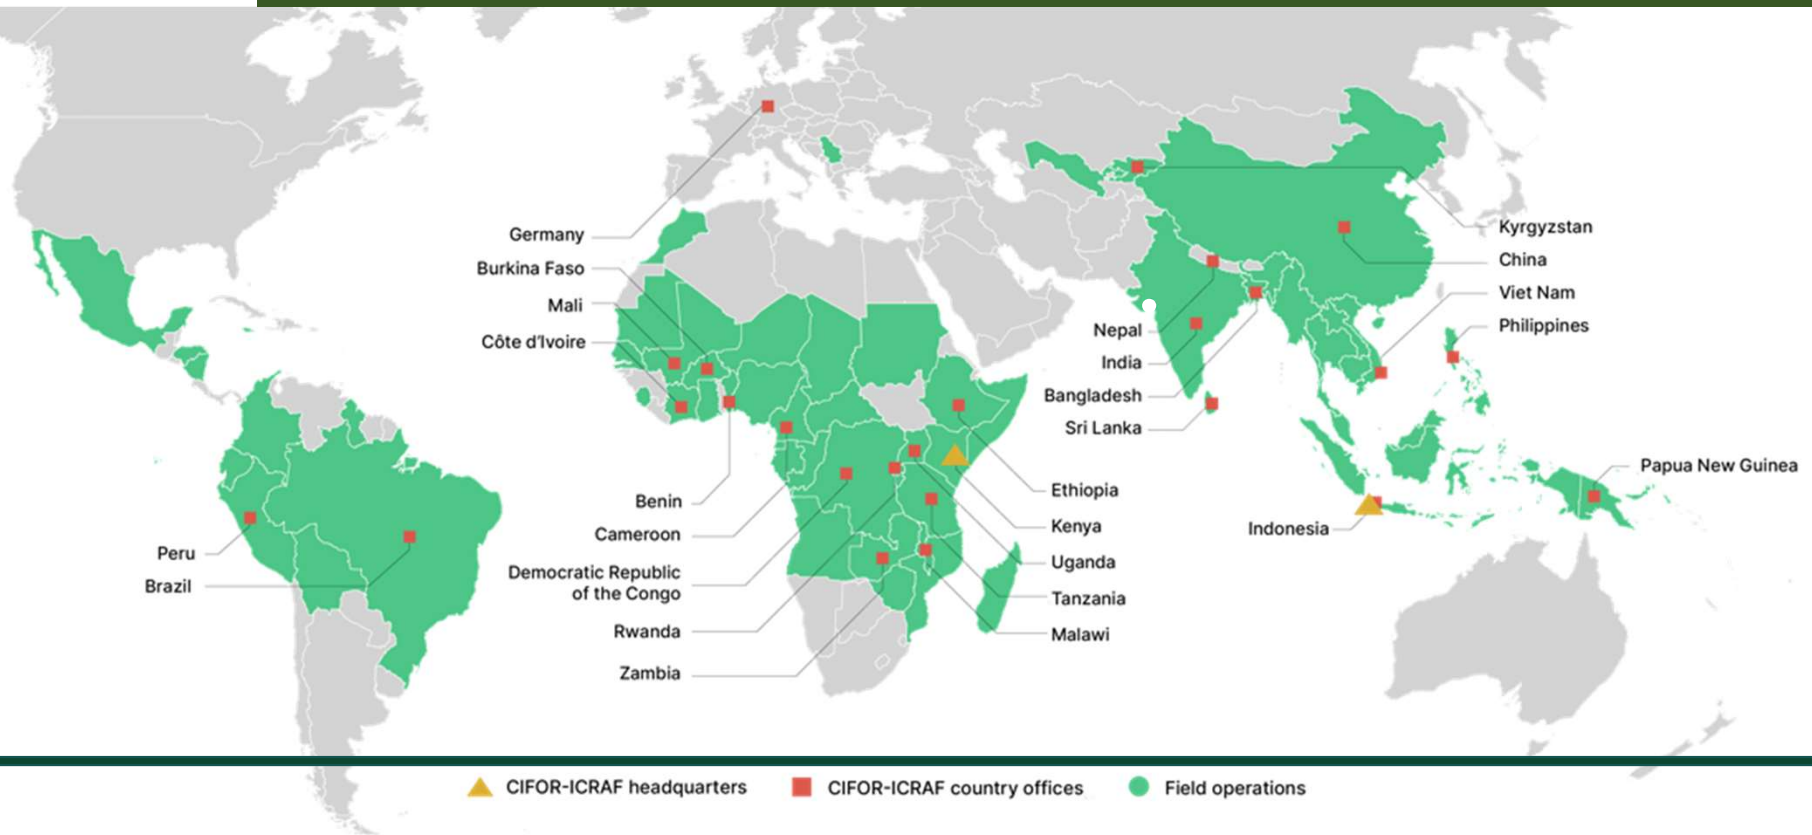 Germany
Burkina Faso
Mali
Côte d'Ivoire
Benin
Cameroon
Democratic Republic
of the Congo
Rwanda
Zambia
Peru
Brazil
Kyrgyzstan
China
Viet Nam
Philippines
Nepal
India
Bangladesh
Sri Lanka
Papua New Guinea
Indonesia
Ethiopia
Kenya
Uganda
Tanzania
Malawi
CIFOR-ICRAF headquarters
CIFOR-ICRAF country offices
Field operations